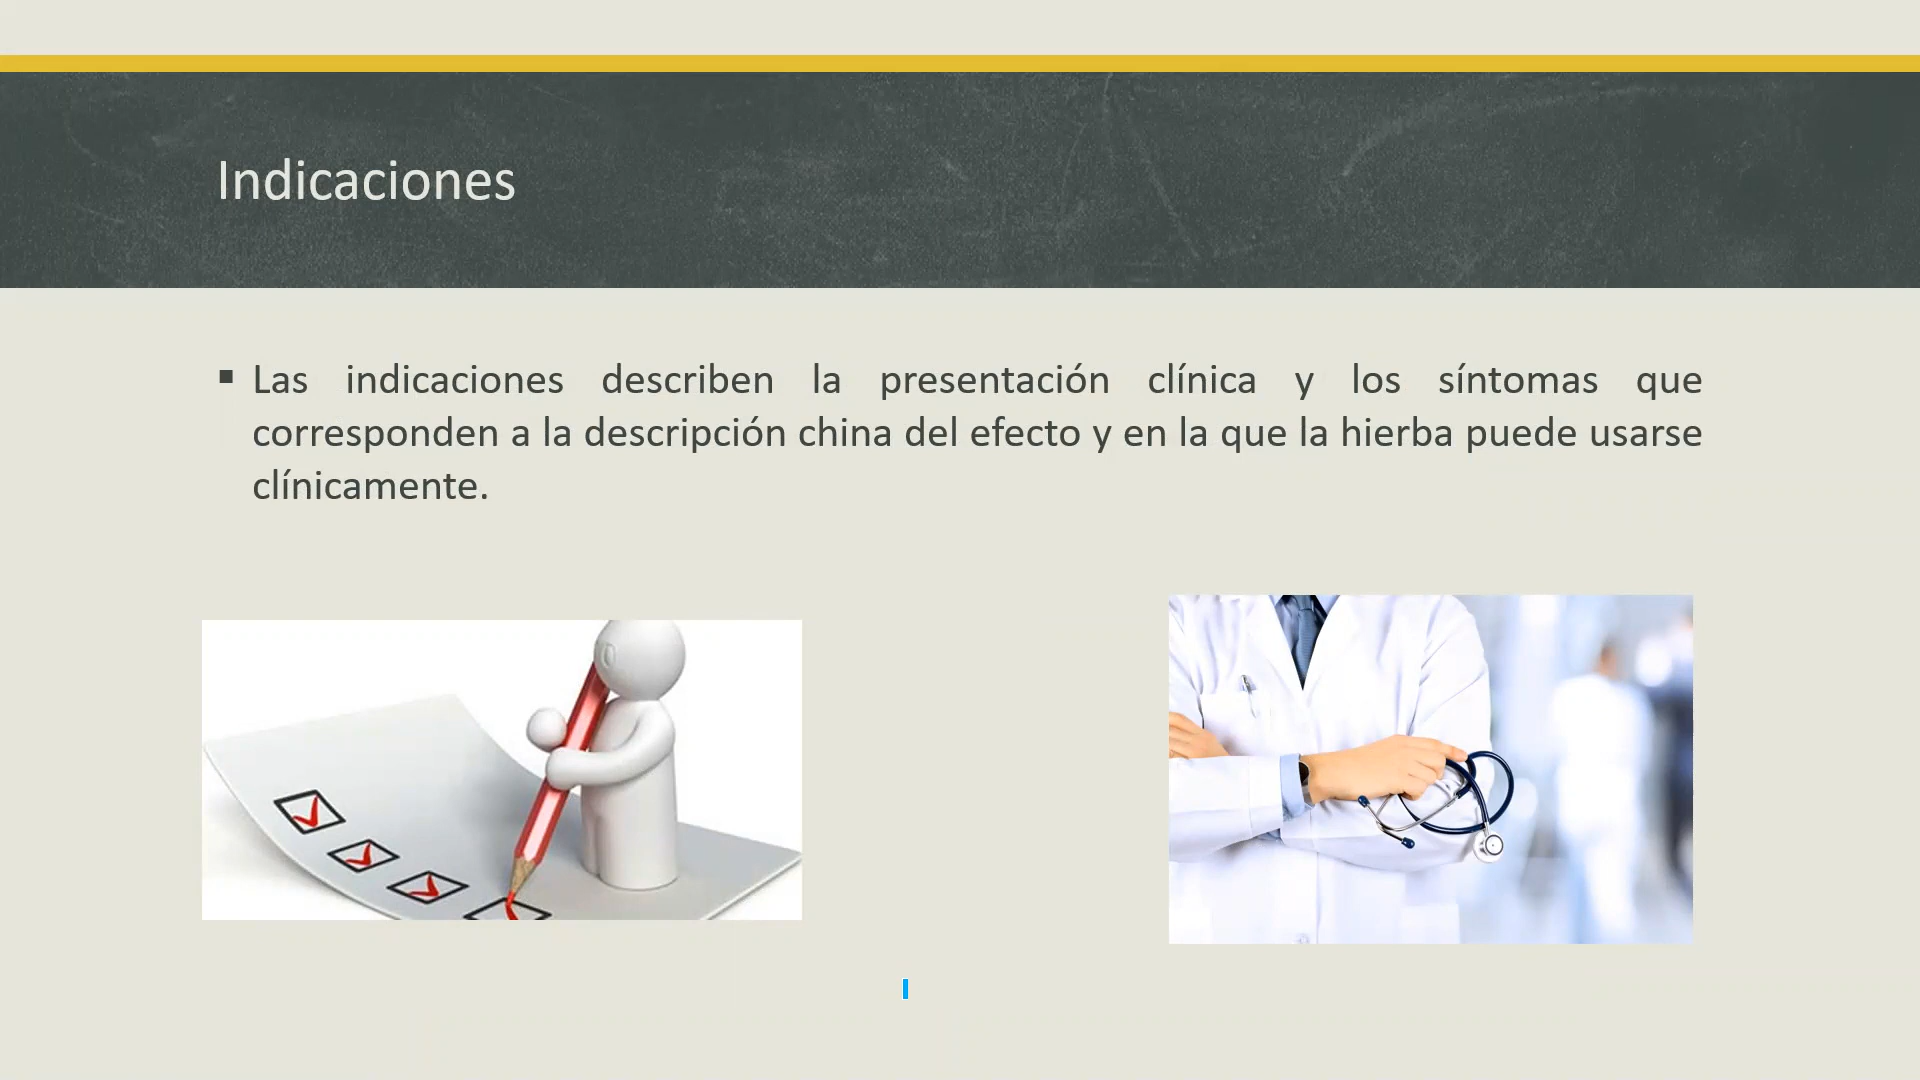 Indicaciones
▪ Las indicaciones describen la presentación clínica y los síntomas que
corresponden a la descripción china del efecto y en la que la hierba puede usarse
clínicamente.